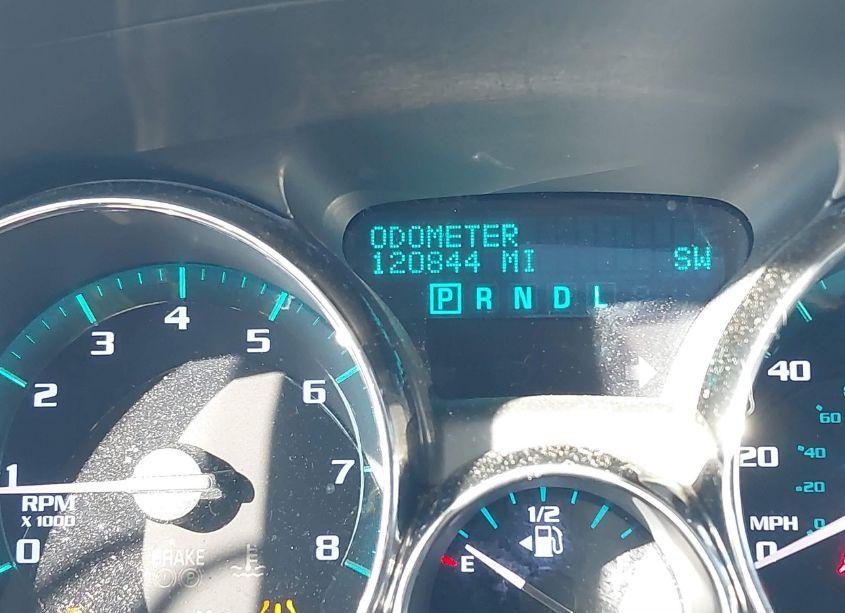 ODOMETER
120844 MI SW
P R N D L
0 1 2 3 4 5 6 7 8
RPM
X 1000
BRAKE
P
1/2
E
40
20
0
MPH
60
40
20
0